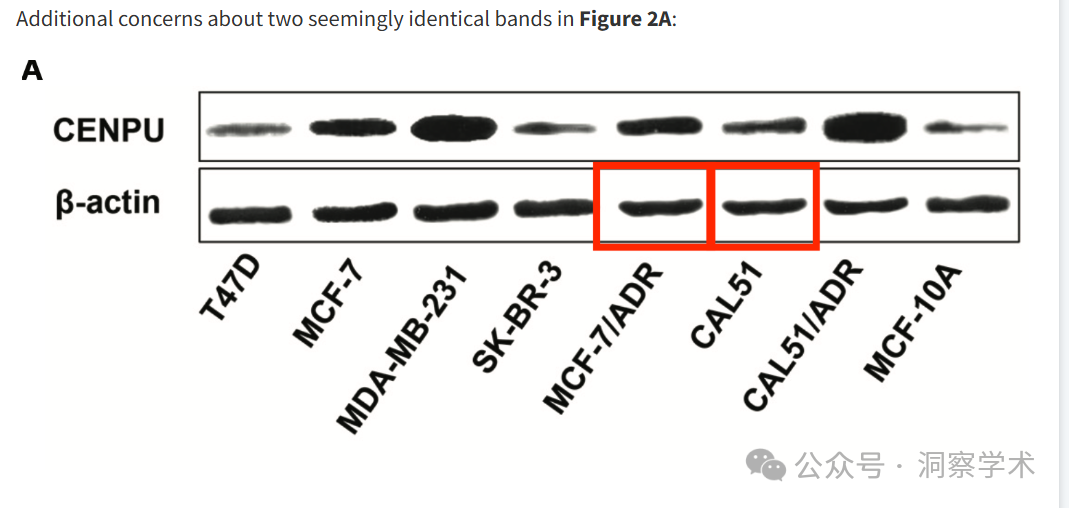 Additional concerns about two seemingly identical bands in Figure 2A:
A
CENPU
β-actin
T47D
MCF-7
MDA-MB-231
SK-BR-3
MCF-7/ADR
CAL51
CAL51/ADR
MCF-10A
公众号 · 洞察学术